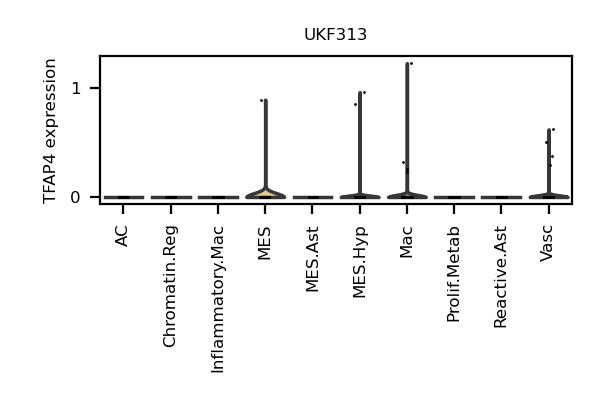 UKF313
TFAP4 expression
1
0
AC
Chromatin.Reg
Inflammatory.Mac
MES
MES.Ast
MES.Hyp
Mac
Prolif.Metab
Reactive.Ast
Vasc